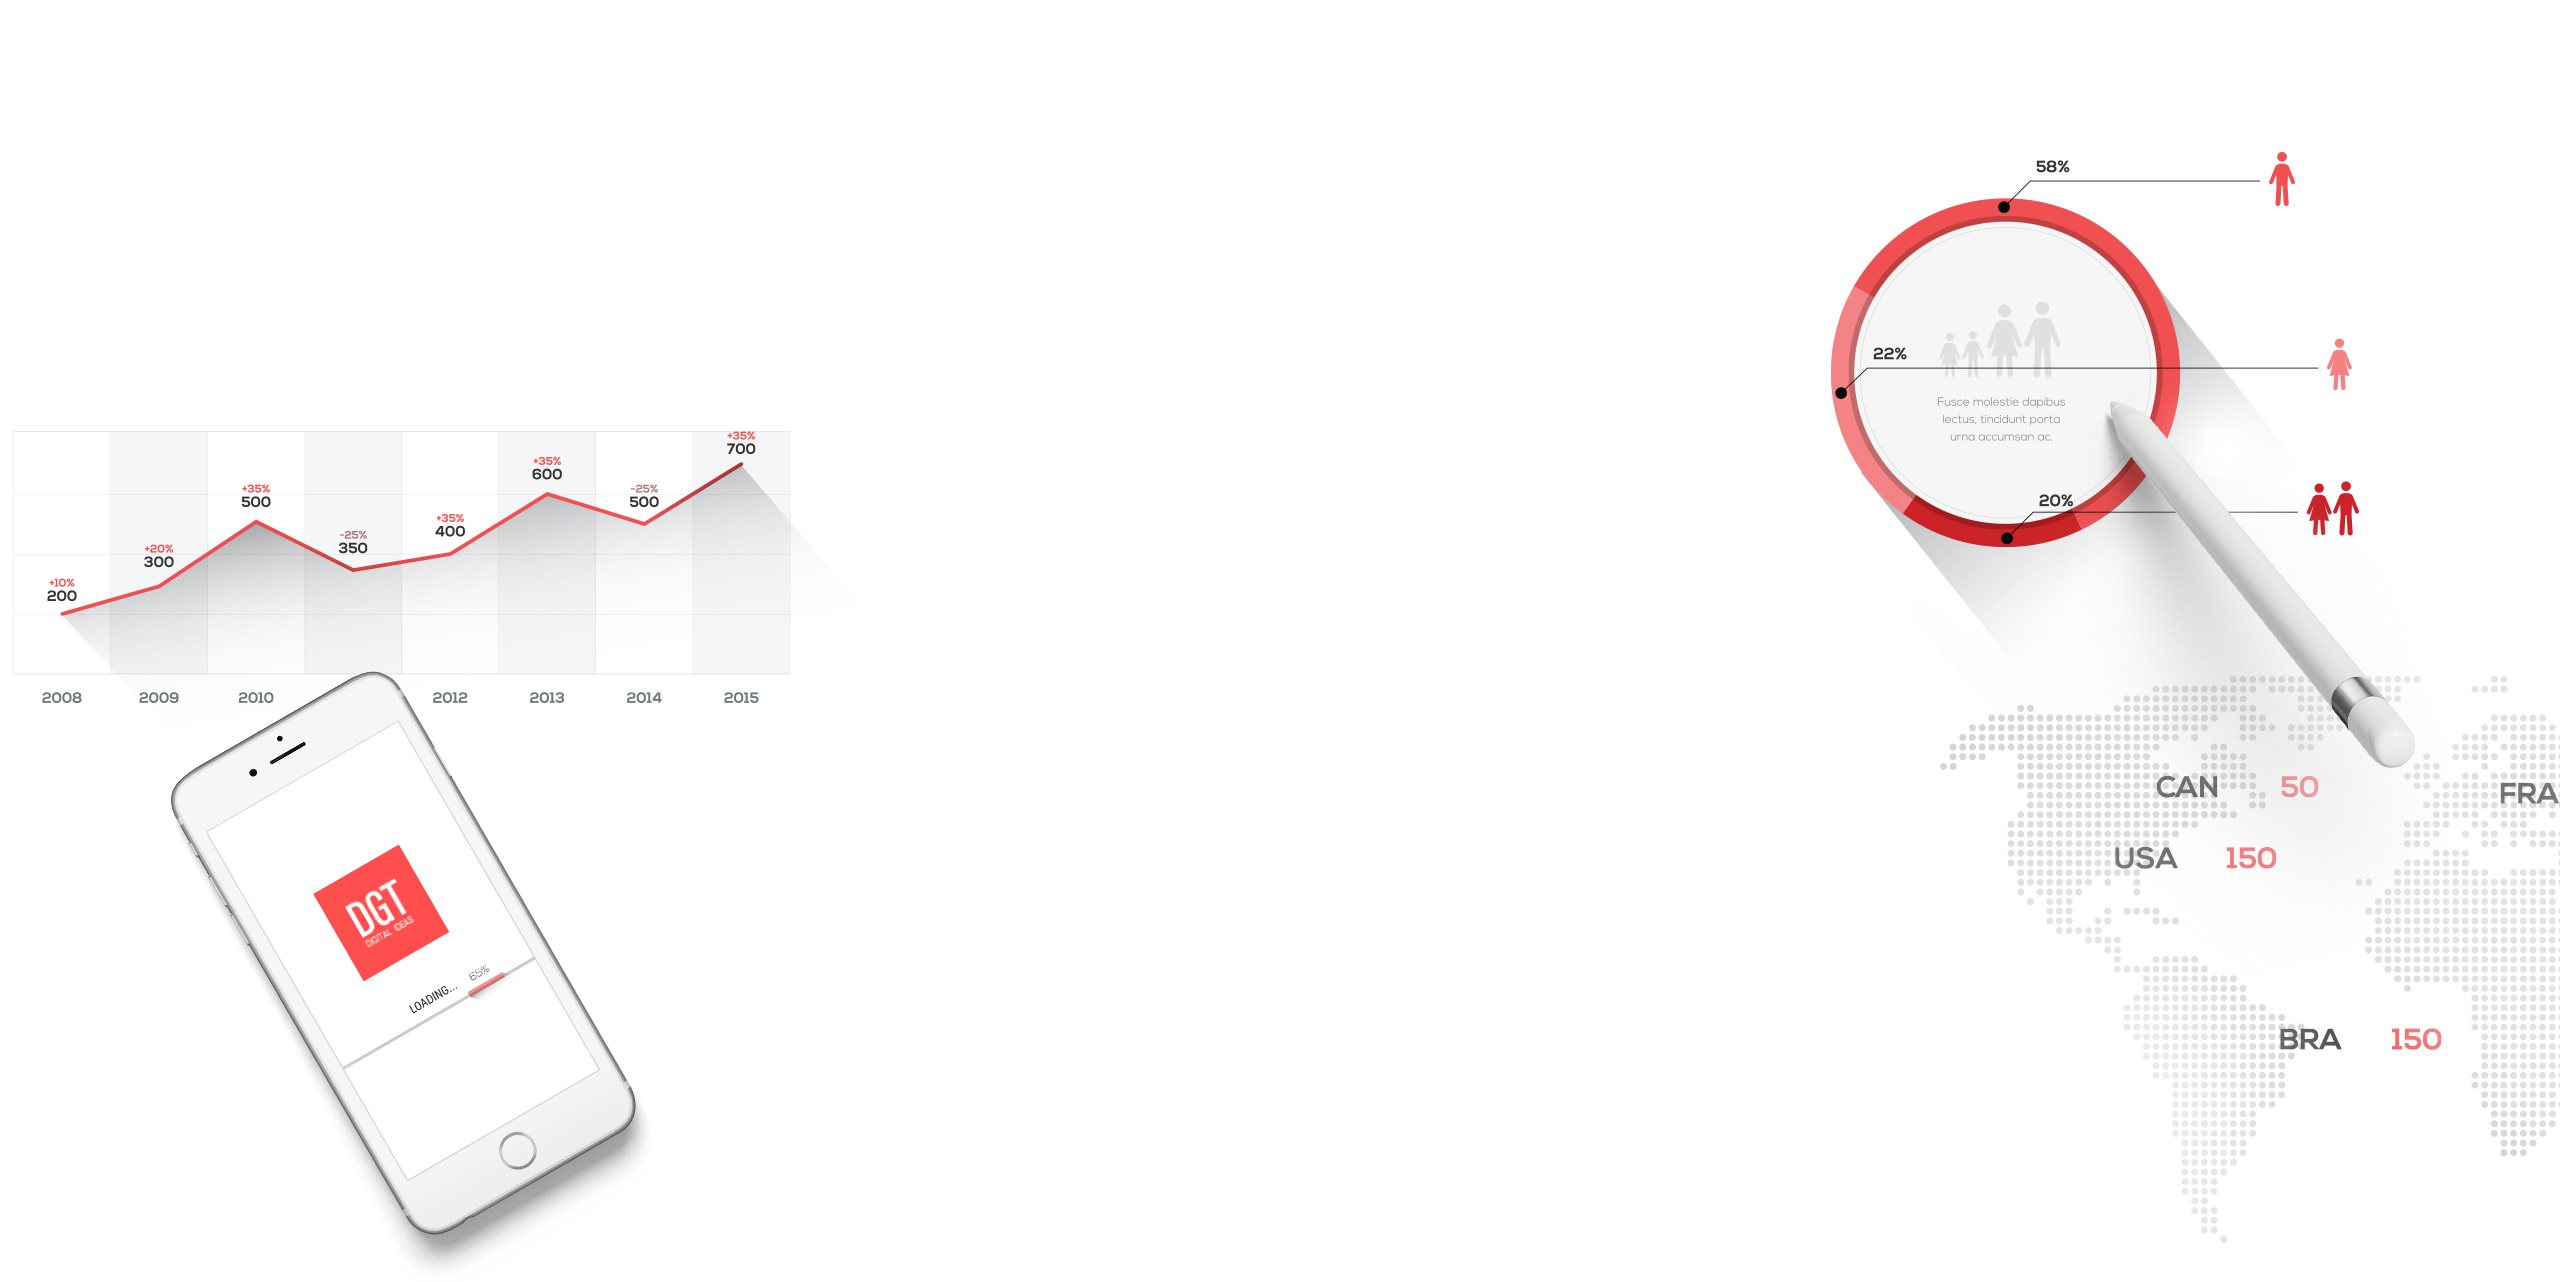 +35%
700
+35%
600
+35%
500
-25%
500
+35%
400
-25%
350
+20%
300
+10%
200
2008
2009
2010
2012
2013
2014
2015
DGT
DIGITAL IDEAS
LOADING...
65%
58%
22%
Fusce molestie dapibus
lectus, tincidunt porta
urna accumsan ac.
20%
CAN 50
FRA
USA 150
BRA 150